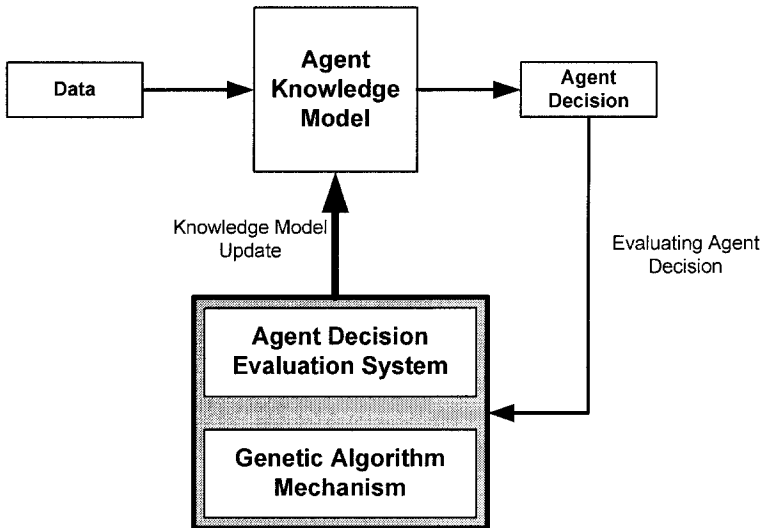 Data
Agent
Knowledge
Model
Agent
Decision
Knowledge Model
Update
Evaluating Agent
Decision
Agent Decision
Evaluation System
Genetic Algorithm
Mechanism